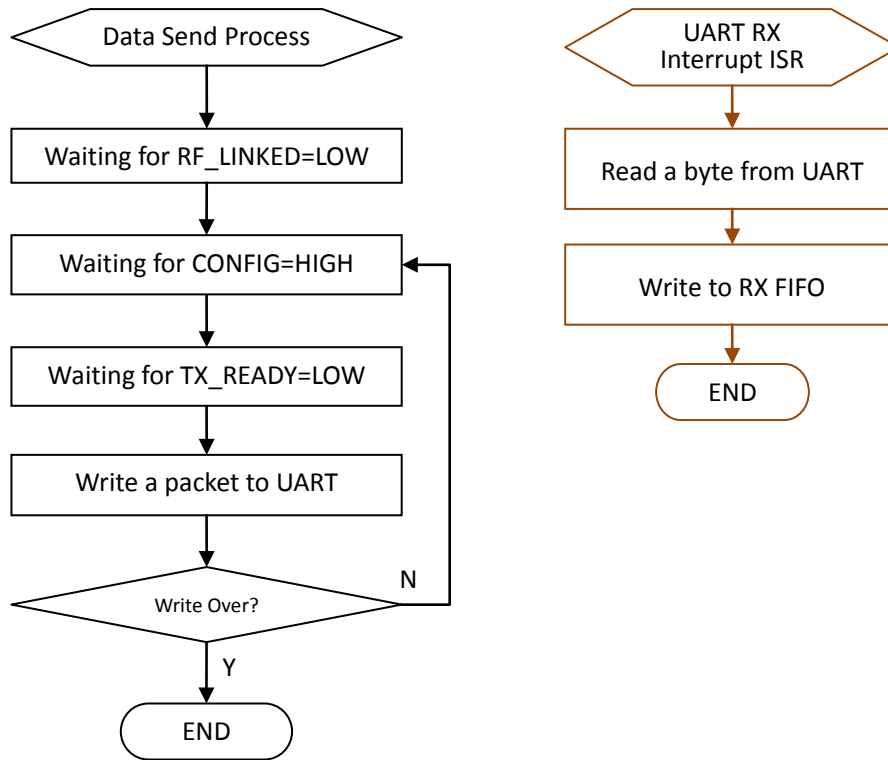 Data Send Process
Waiting for RF_LINKED=LOW
Waiting for CONFIG=HIGH
Waiting for TX_READY=LOW
Write a packet to UART
Write Over?
N
Y
END
UART RX
Interrupt ISR
Read a byte from UART
Write to RX FIFO
END